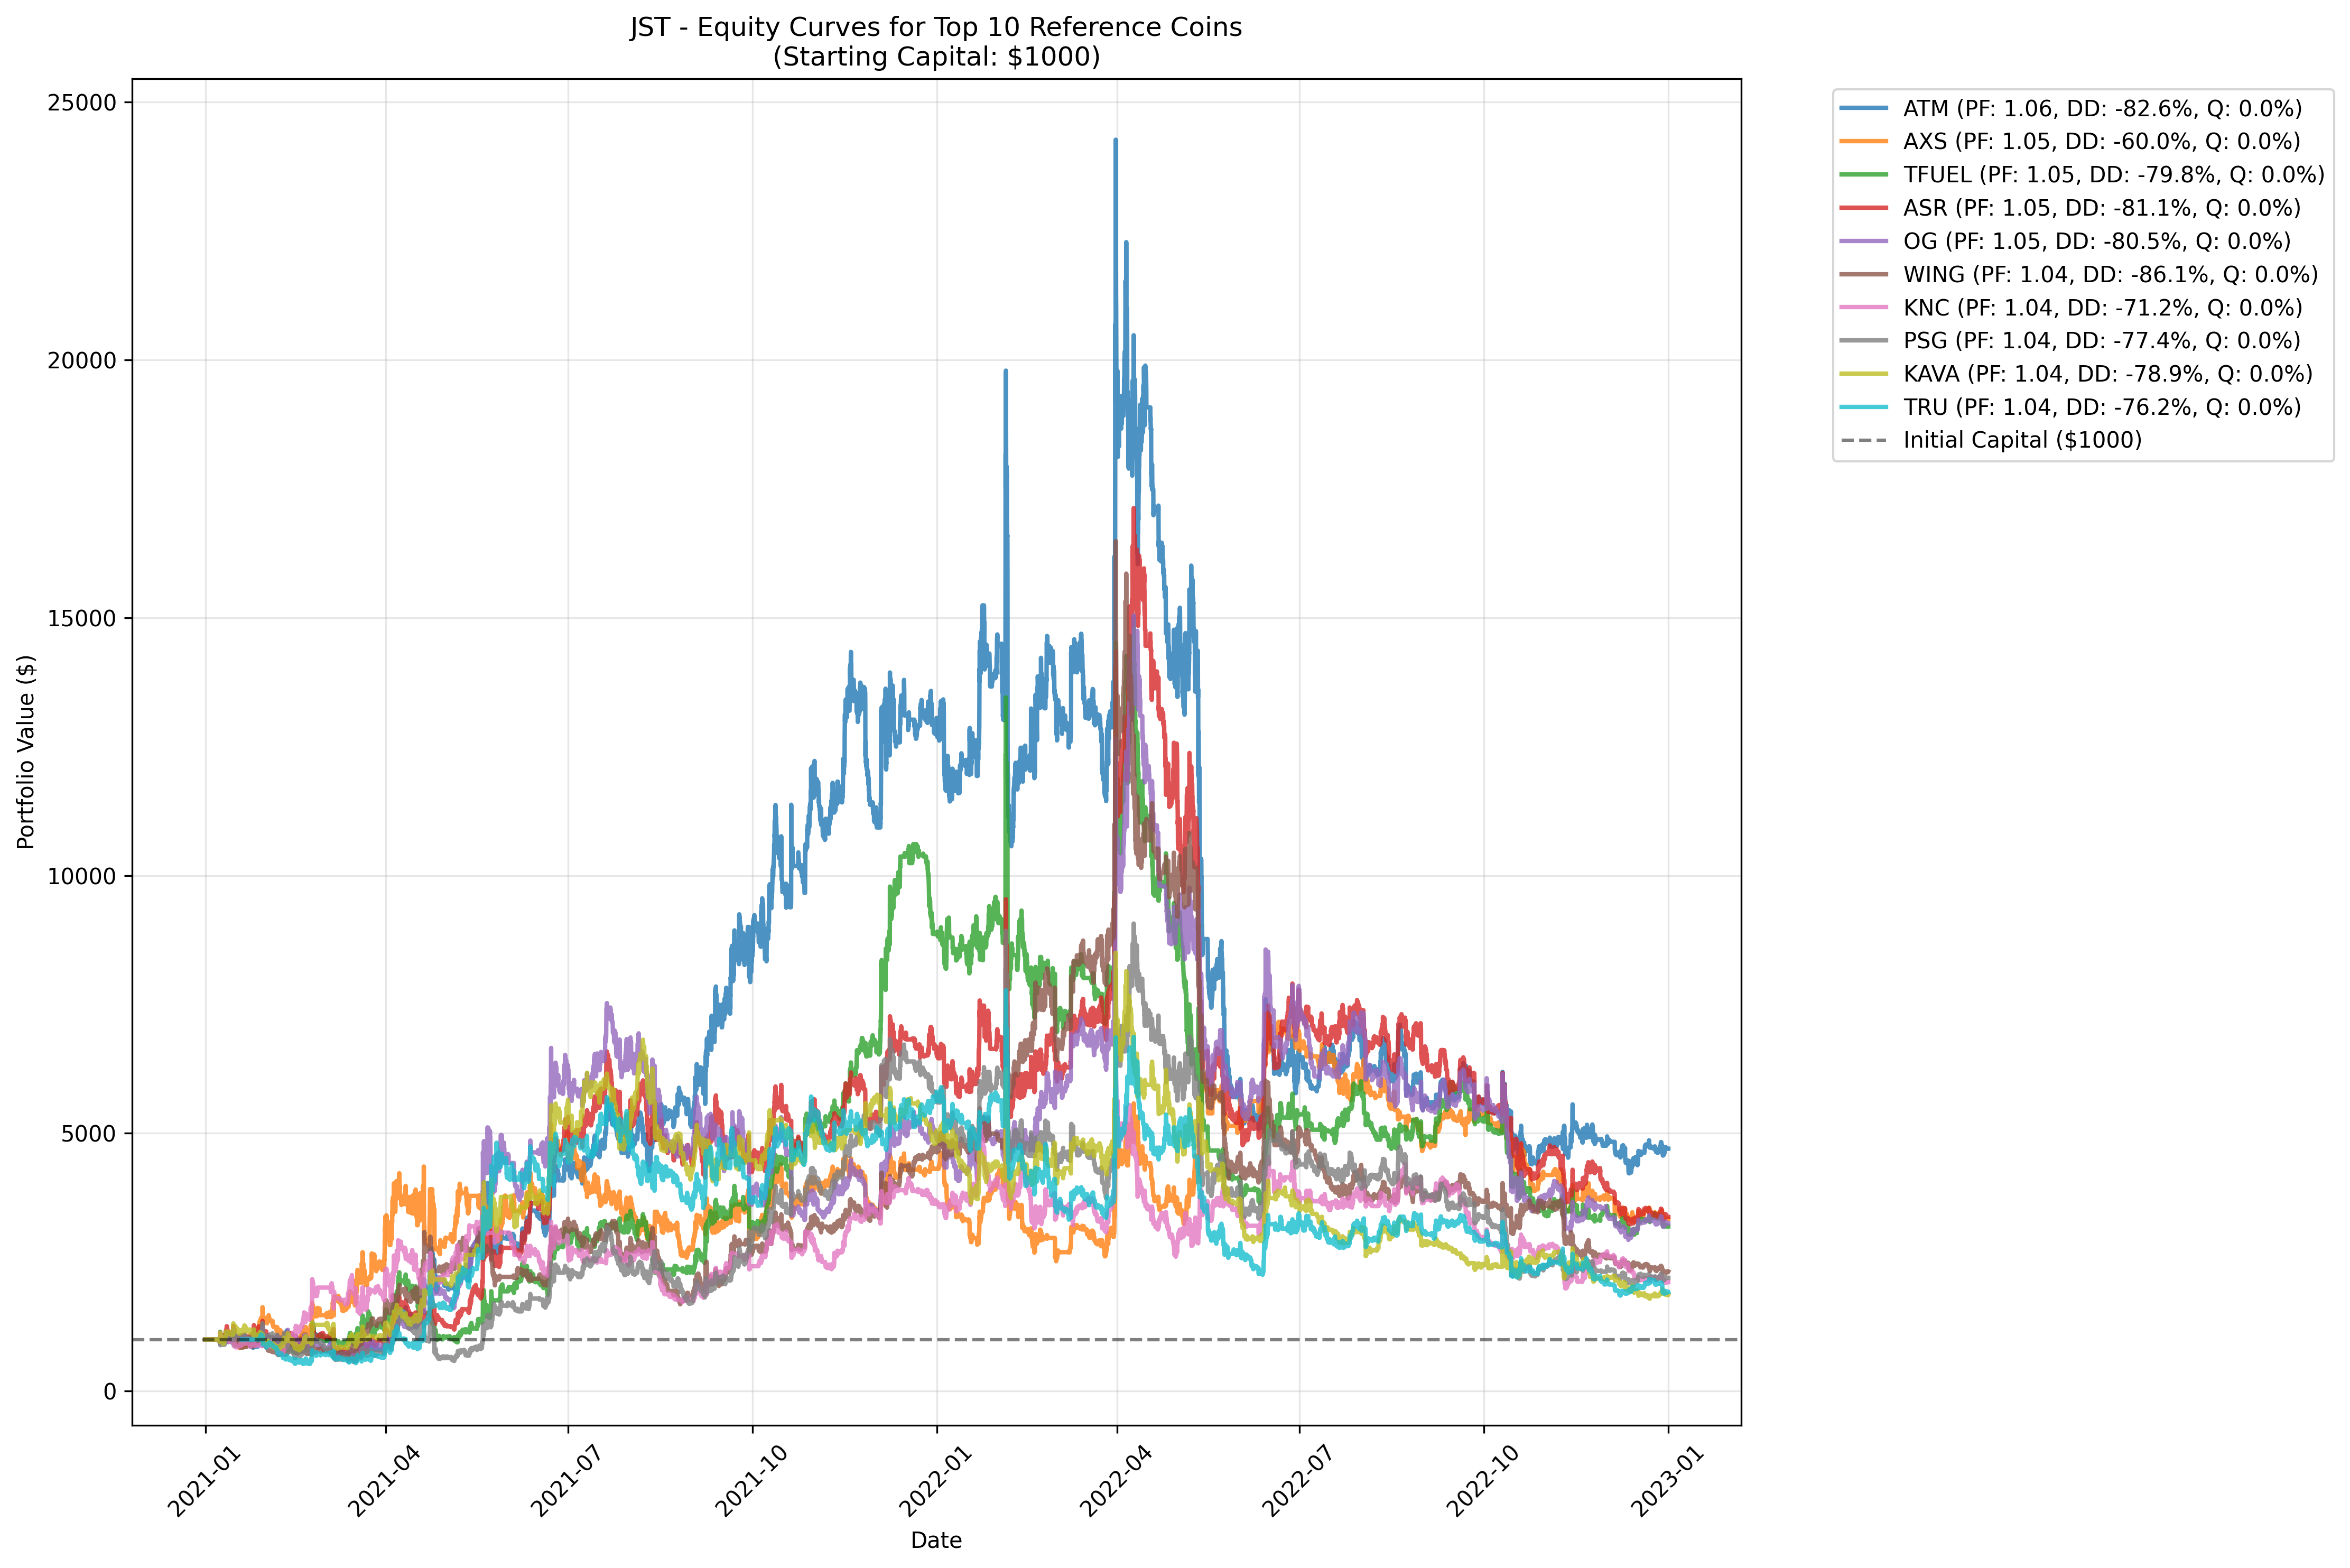 JST - Equity Curves for Top 10 Reference Coins
(Starting Capital: $1000)
Portfolio Value ($)
25000
20000
15000
10000
5000
0
2021-01
2021-04
2021-07
2021-10
2022-01
2022-04
2022-07
2022-10
2023-01
Date
ATM (PF: 1.06, DD: -82.6%, Q: 0.0%)
AXS (PF: 1.05, DD: -60.0%, Q: 0.0%)
TFUEL (PF: 1.05, DD: -79.8%, Q: 0.0%)
ASR (PF: 1.05, DD: -81.1%, Q: 0.0%)
OG (PF: 1.05, DD: -80.5%, Q: 0.0%)
WING (PF: 1.04, DD: -86.1%, Q: 0.0%)
KNC (PF: 1.04, DD: -71.2%, Q: 0.0%)
PSG (PF: 1.04, DD: -77.4%, Q: 0.0%)
KAVA (PF: 1.04, DD: -78.9%, Q: 0.0%)
TRU (PF: 1.04, DD: -76.2%, Q: 0.0%)
Initial Capital ($1000)